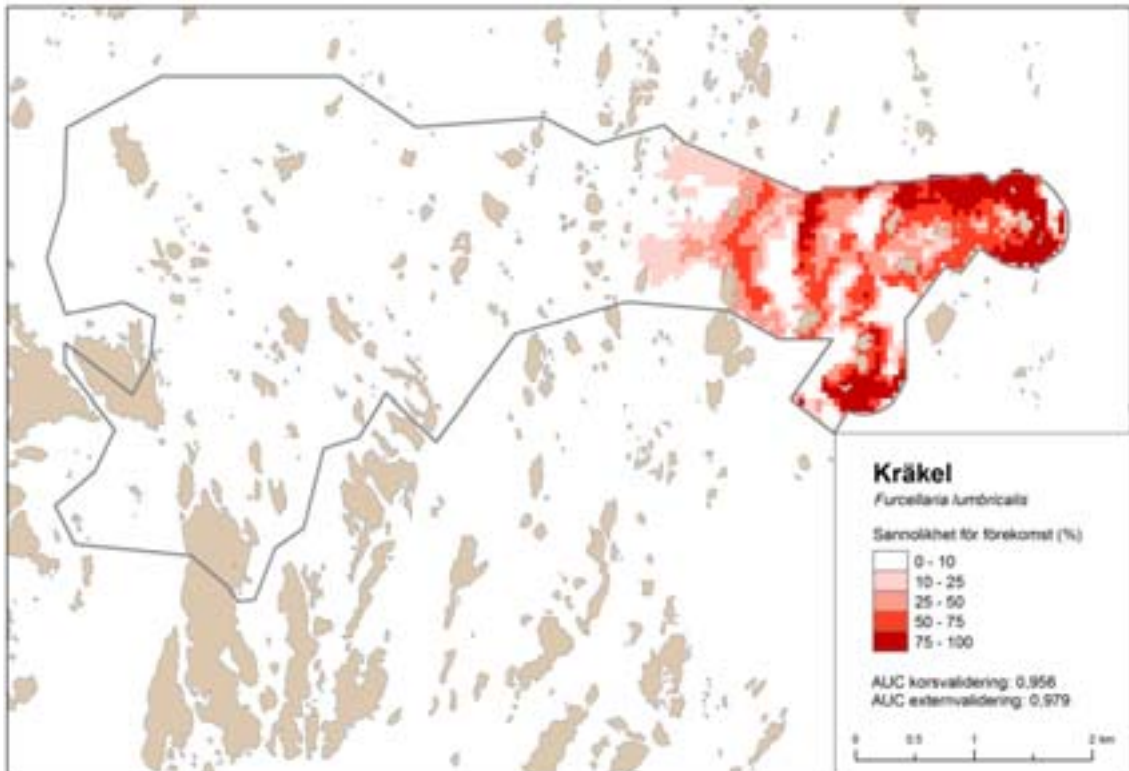 Kräkel
Furcellaria lumbricalis
Sannolikhet för förekomst (%)
0 - 10
10 - 25
25 - 50
50 - 75
75 - 100
AUC korsvalidering: 0,956
AUC externvalidering: 0,979
0 0.5 1 2 km